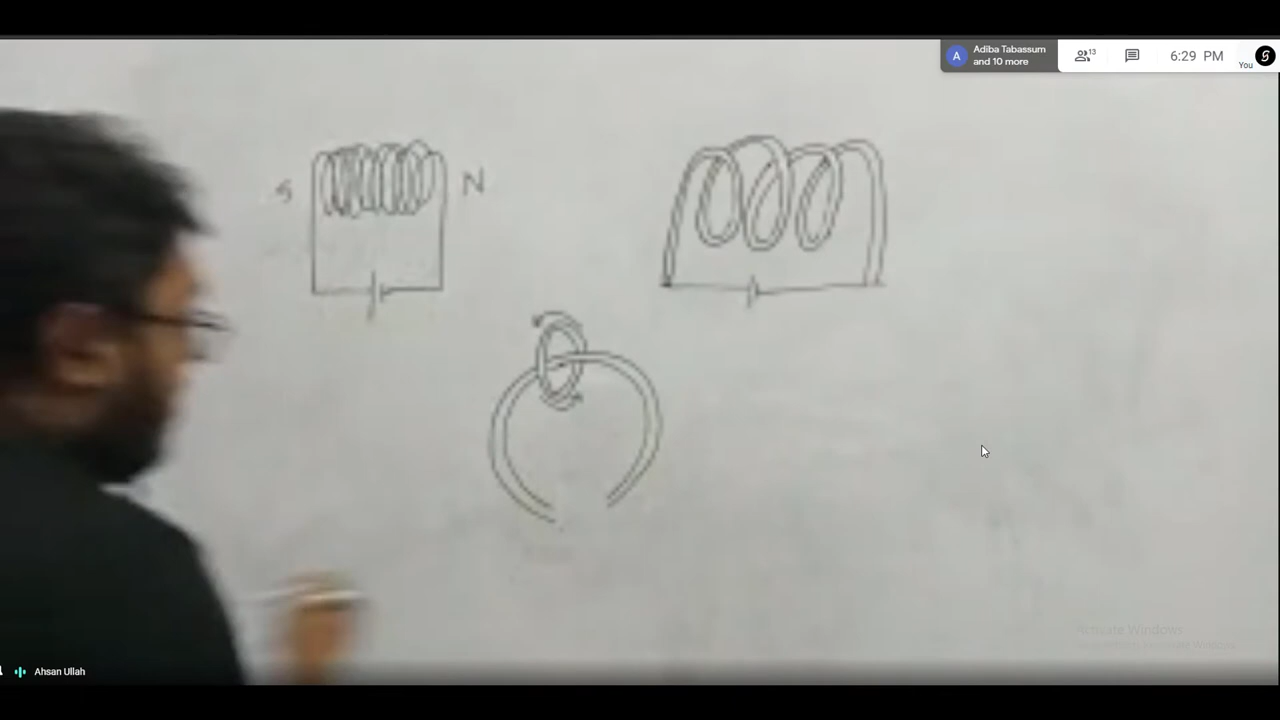 Adiba Tabassum
and 10 more
13
6:29 PM
You
S N
Activate Windows
Ahsan Ullah